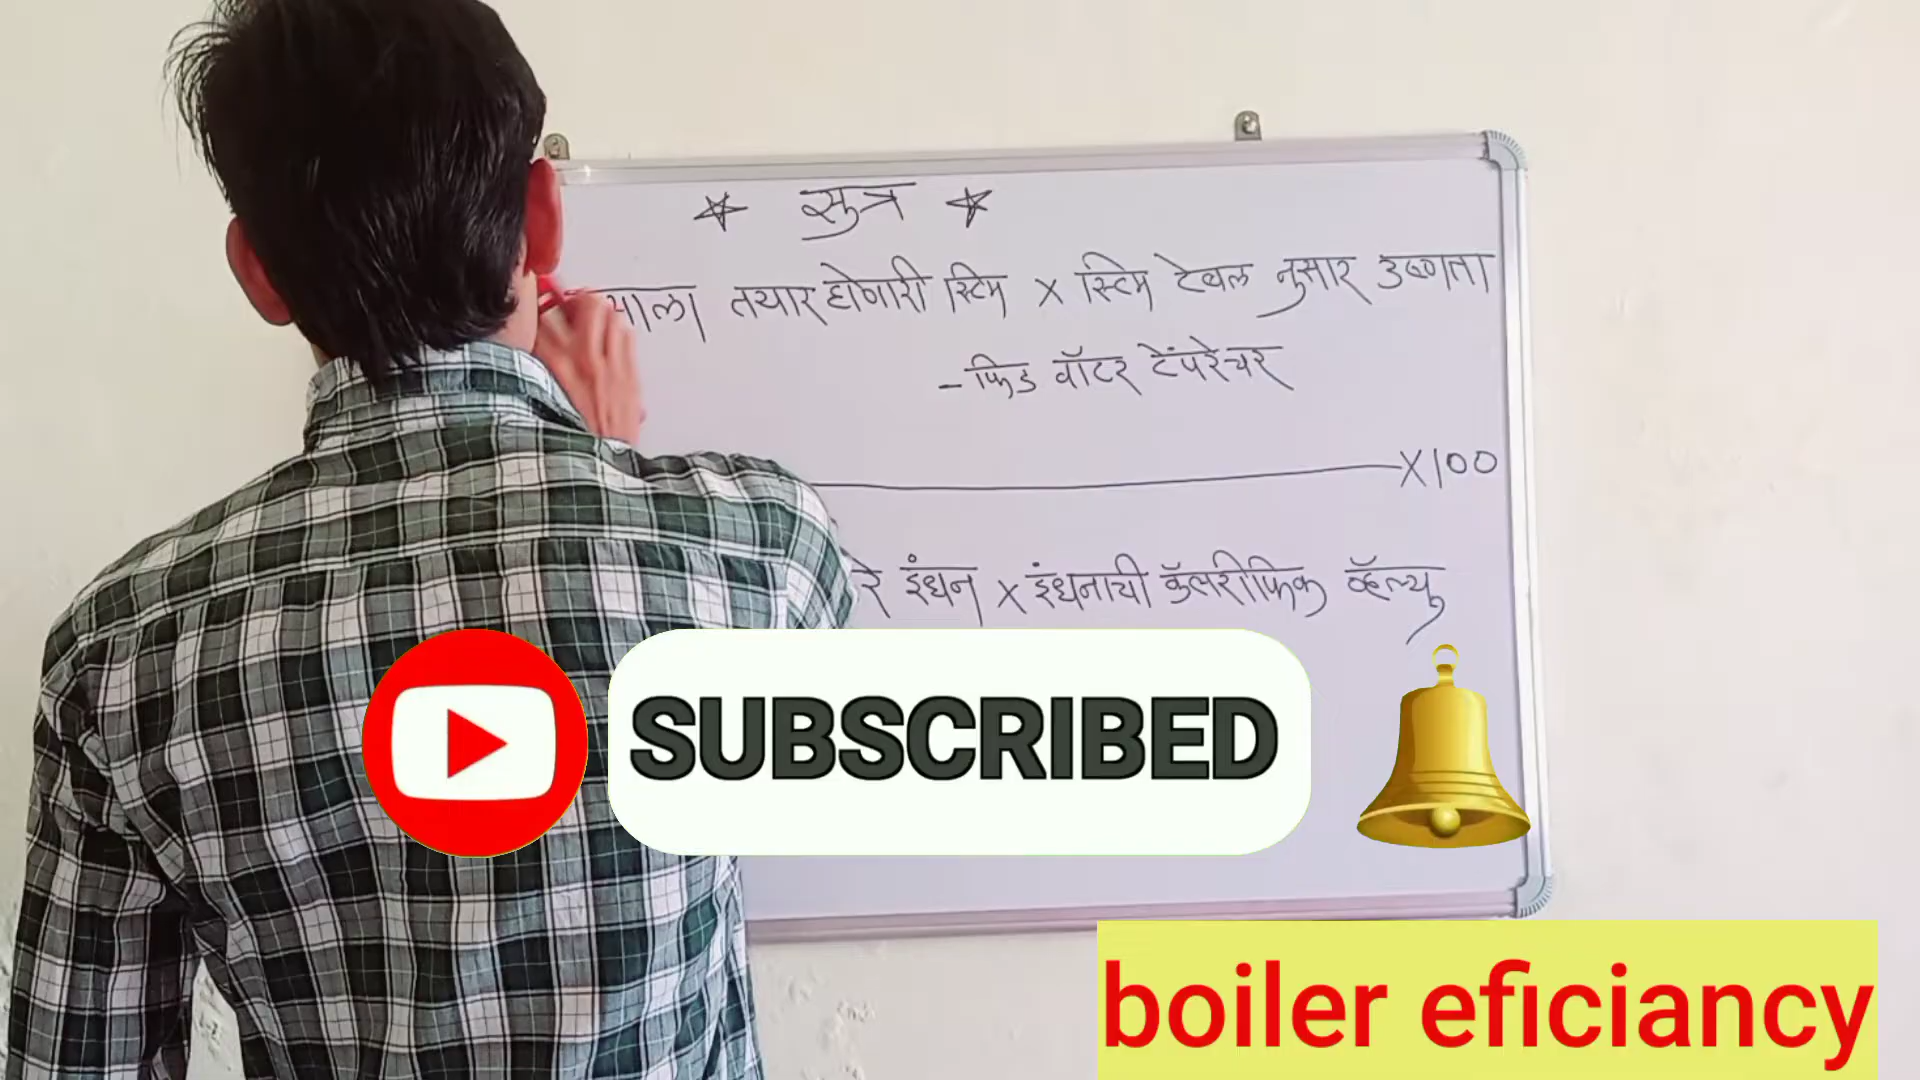 * सुत्र *
तयार होणारी स्टिम x स्टिम टेबल नुसार उष्णता
- फिड वॉटर टेंपरेचर
X100
इंधन x इंधनाची कॅलरीफिक व्हॅल्यु
SUBSCRIBED
boiler eficiancy